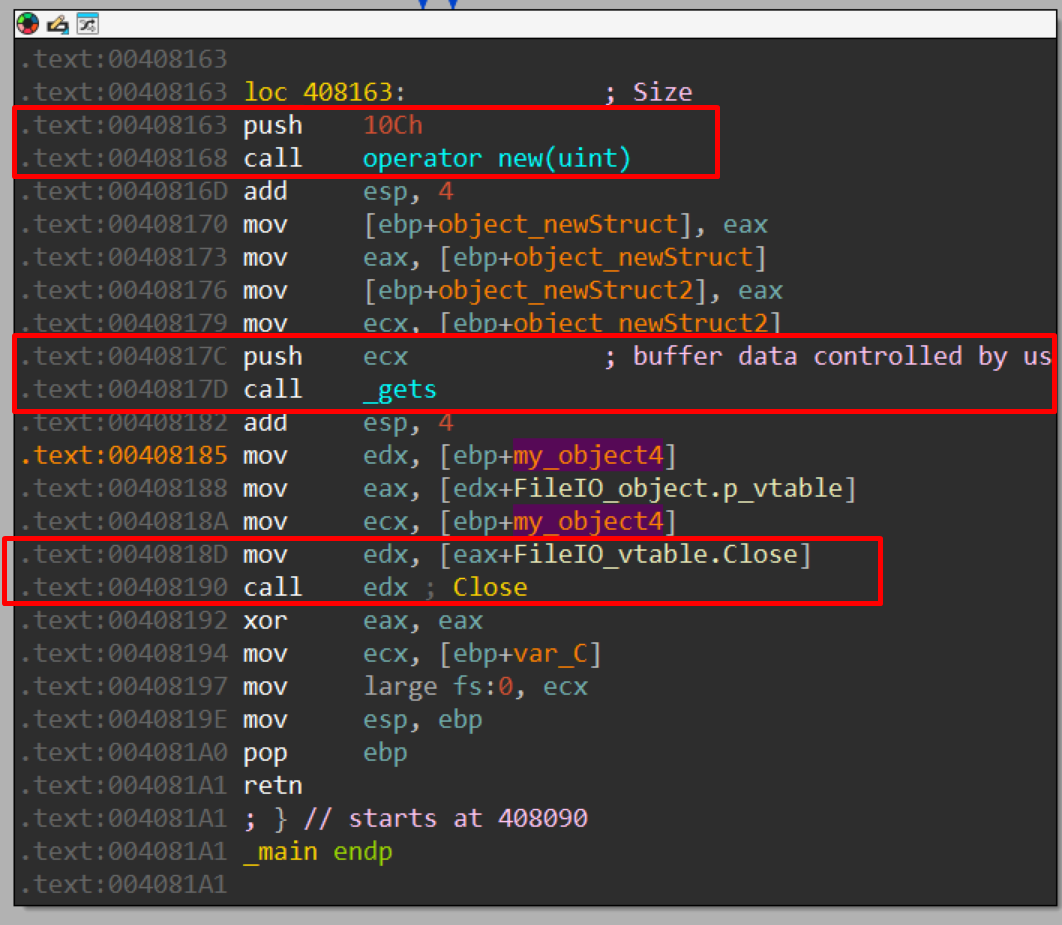 .text:00408163
.text:00408163 loc_408163: ; Size
.text:00408163 push 10Ch
.text:00408168 call operator new(uint)
.text:0040816D add esp, 4
.text:00408170 mov [ebp+object_newStruct], eax
.text:00408173 mov eax, [ebp+object_newStruct]
.text:00408176 mov [ebp+object_newStruct2], eax
.text:00408179 mov ecx, [ebp+object_newStruct2]
.text:0040817C push ecx ; buffer data controlled by us
.text:0040817D call _gets
.text:00408182 add esp, 4
.text:00408185 mov edx, [ebp+my_object4]
.text:00408188 mov eax, [edx+FileIO_object.p_vtable]
.text:0040818A mov ecx, [ebp+my_object4]
.text:0040818D mov edx, [eax+FileIO_vtable.Close]
.text:00408190 call edx ; Close
.text:00408192 xor eax, eax
.text:00408194 mov ecx, [ebp+var_C]
.text:00408197 mov large fs:0, ecx
.text:0040819E mov esp, ebp
.text:004081A0 pop ebp
.text:004081A1 retn
.text:004081A1 ; } // starts at 408090
.text:004081A1 _main endp
.text:004081A1